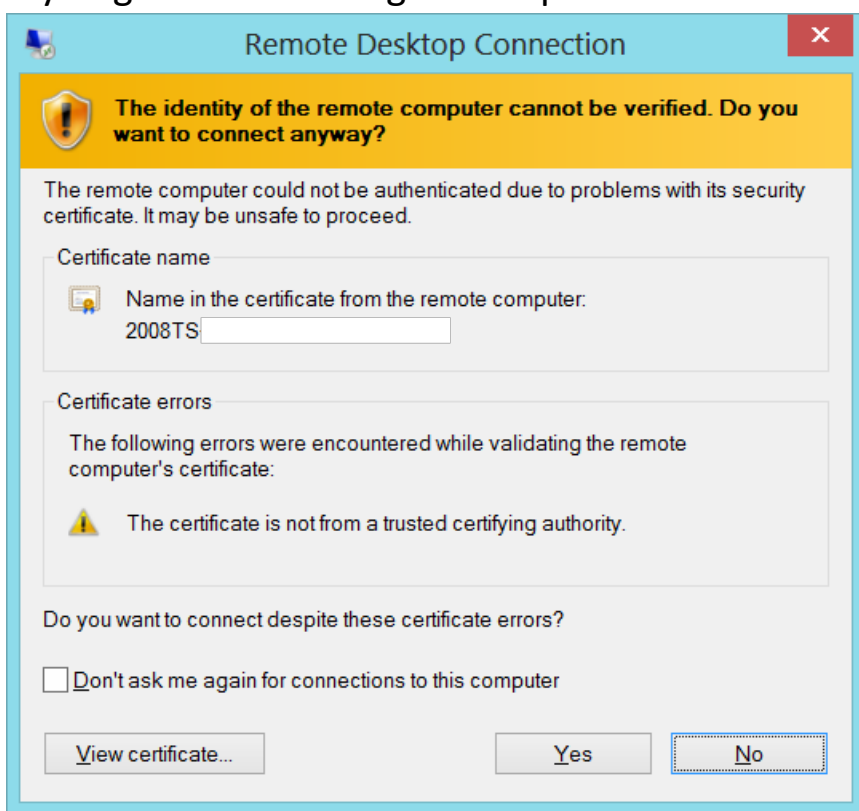 Remote Desktop Connection
The identity of the remote computer cannot be verified. Do you
want to connect anyway?
The remote computer could not be authenticated due to problems with its security
certificate. It may be unsafe to proceed.
Certificate name
Name in the certificate from the remote computer:
2008TS
Certificate errors
The following errors were encountered while validating the remote
computer's certificate:
The certificate is not from a trusted certifying authority.
Do you want to connect despite these certificate errors?
Don't ask me again for connections to this computer
View certificate...
Yes
No